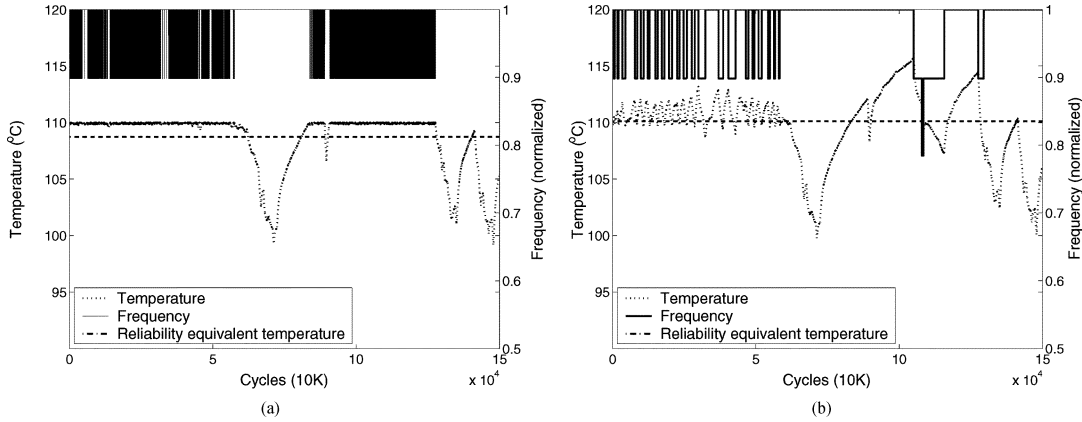 120
115
110
105
100
95
Temperature (⁰C)
1
0.9
0.8
0.7
0.6
0.5
Frequency (normalized)
Temperature
Frequency
Reliability equivalent temperature
0
5
10
15
Cycles (10K)
x 10⁴
(a)
120
115
110
105
100
95
Temperature (⁰C)
1
0.9
0.8
0.7
0.6
0.5
Frequency (normalized)
Temperature
Frequency
Reliability equivalent temperature
0
5
10
15
Cycles (10K)
x 10⁴
(b)